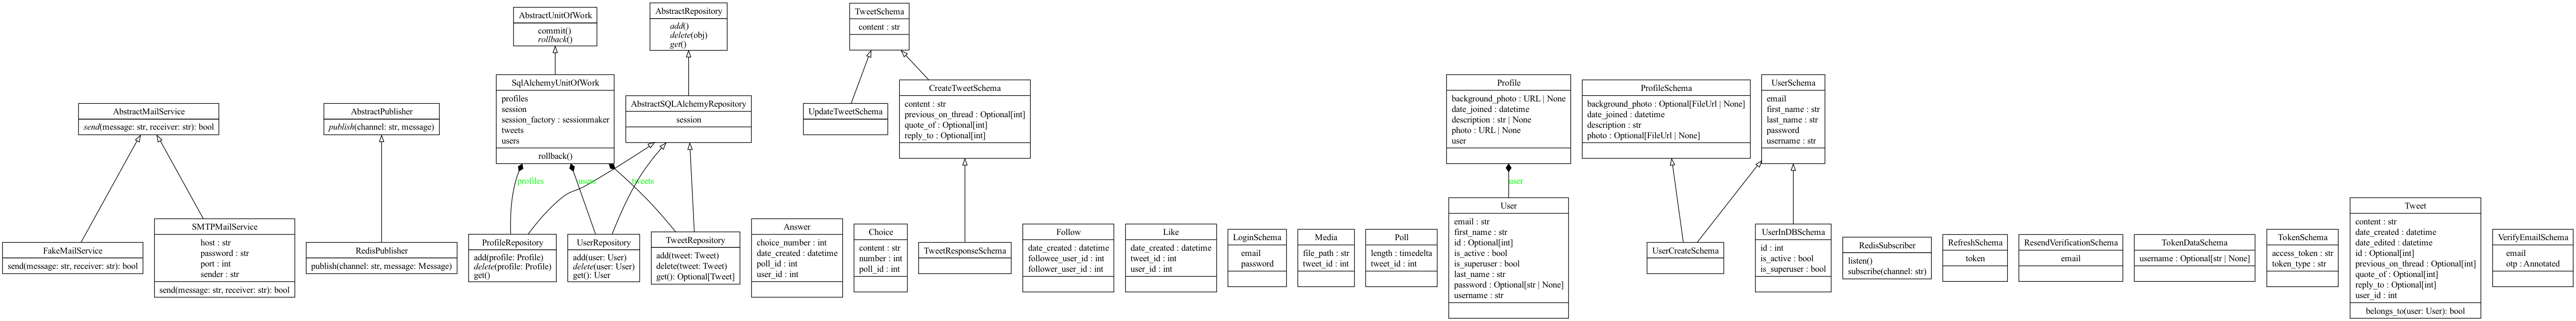 AbstractUnitOfWork
commit()
rollback()
AbstractRepository
add()
delete(obj)
get()
TweetSchema
content : str
AbstractMailService
send(message: str, receiver: str): bool
AbstractPublisher
publish(channel: str, message)
SqlAlchemyUnitOfWork
profiles
session
session_factory : sessionmaker
tweets
users
rollback()
AbstractSQLAlchemyRepository
session
UpdateTweetSchema
CreateTweetSchema
content : str
previous_on_thread : Optional[int]
quote_of : Optional[int]
reply_to : Optional[int]
Profile
background_photo : URL | None
date_joined : datetime
description : str | None
photo : URL | None
user
ProfileSchema
background_photo : Optional[FileUrl | None]
date_joined : datetime
description : str
photo : Optional[FileUrl | None]
UserSchema
email
first_name : str
last_name : str
password
username : str
profiles
users
tweets
user
FakeMailService
send(message: str, receiver: str): bool
SMTPMailService
host : str
password : str
port : int
sender : str
send(message: str, receiver: str): bool
RedisPublisher
publish(channel: str, message: Message)
ProfileRepository
add(profile: Profile)
delete(profile: Profile)
get()
UserRepository
add(user: User)
delete(user: User)
get(): User
TweetRepository
add(tweet: Tweet)
delete(tweet: Tweet)
get(): Optional[Tweet]
Answer
choice_number : int
date_created : datetime
poll_id : int
user_id : int
Choice
content : str
number : int
poll_id : int
TweetResponseSchema
Follow
date_created : datetime
followee_user_id : int
follower_user_id : int
Like
date_created : datetime
tweet_id : int
user_id : int
LoginSchema
email
password
Media
file_path : str
tweet_id : int
Poll
length : timedelta
tweet_id : int
User
email : str
first_name : str
id : Optional[int]
is_active : bool
is_superuser : bool
last_name : str
password : Optional[str | None]
username : str
UserCreateSchema
UserInDBSchema
id : int
is_active : bool
is_superuser : bool
RedisSubscriber
listen()
subscribe(channel: str)
RefreshSchema
token
ResendVerificationSchema
email
TokenDataSchema
username : Optional[str | None]
TokenSchema
access_token : str
token_type : str
Tweet
content : str
date_created : datetime
date_edited : datetime
id : Optional[int]
previous_on_thread : Optional[int]
quote_of : Optional[int]
reply_to : Optional[int]
user_id : int
belongs_to(user: User): bool
VerifyEmailSchema
email
otp : Annotated